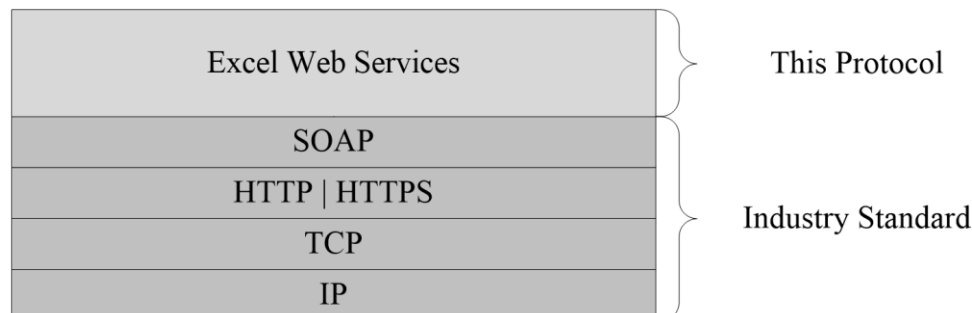 Excel Web Services
This Protocol
SOAP
HTTP | HTTPS
TCP
IP
Industry Standard